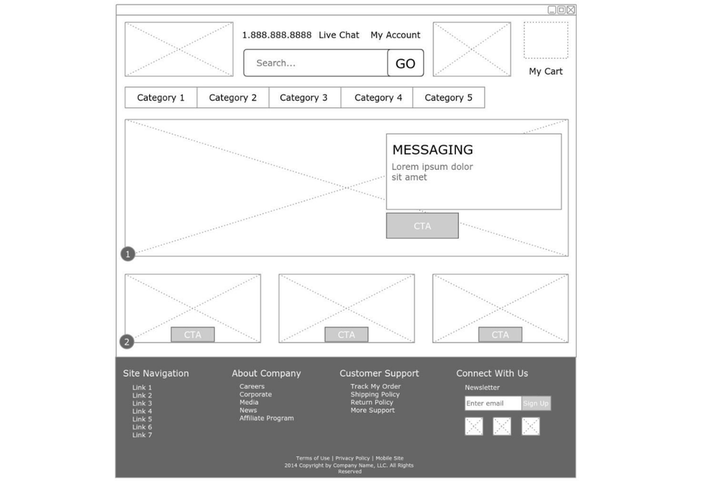 1.888.888.8888 Live Chat My Account
Search...
GO
My Cart
Category 1 Category 2 Category 3 Category 4 Category 5
MESSAGING
Lorem ipsum dolor
sit amet
CTA
1
CTA CTA CTA
2
Site Navigation
Link 1
Link 2
Link 3
Link 4
Link 5
Link 6
Link 7
About Company
Careers
Corporate
Media
News
Affiliate Program
Customer Support
Track My Order
Shipping Policy
Return Policy
More Support
Connect With Us
Newsletter
Enter email Sign Up
Terms of Use | Privacy Policy | Mobile Site
2014 Copyright by Company Name, LLC. All Rights
Reserved